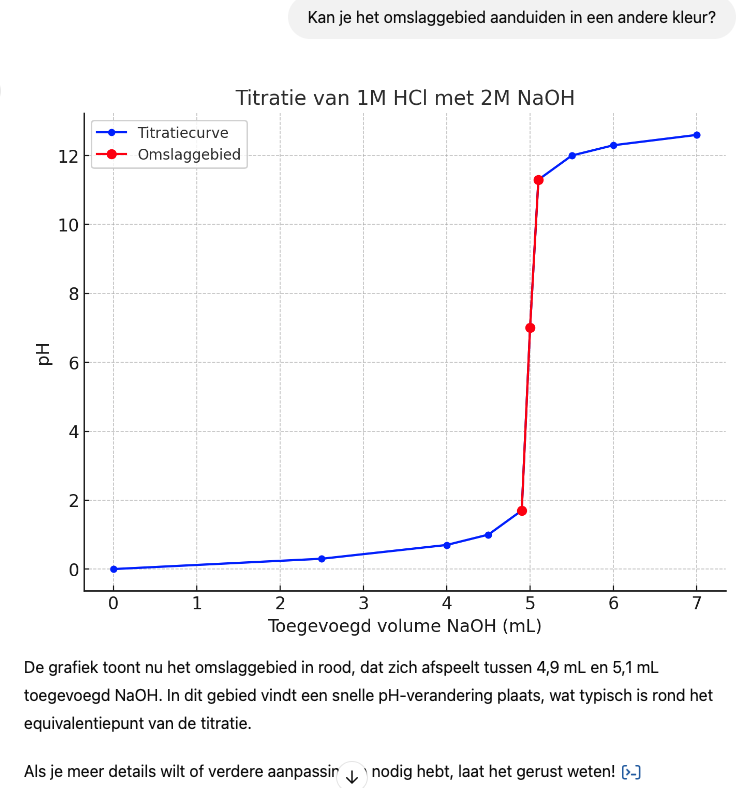 Kan je het omslaggebied aanduiden in een andere kleur?
Titratie van 1M HCl met 2M NaOH
Titratiecurve
Omslaggebied
12
10
8
6
4
2
0
pH
0 1 2 3 4 5 6 7
Toegevoegd volume NaOH (mL)
De grafiek toont nu het omslaggebied in rood, dat zich afspeelt tussen 4,9 mL en 5,1 mL
toegevoegd NaOH. In dit gebied vindt een snelle pH-verandering plaats, wat typisch is rond het
equivalentiepunt van de titratie.
Als je meer details wilt of verdere nodig hebt, laat het gerust weten!